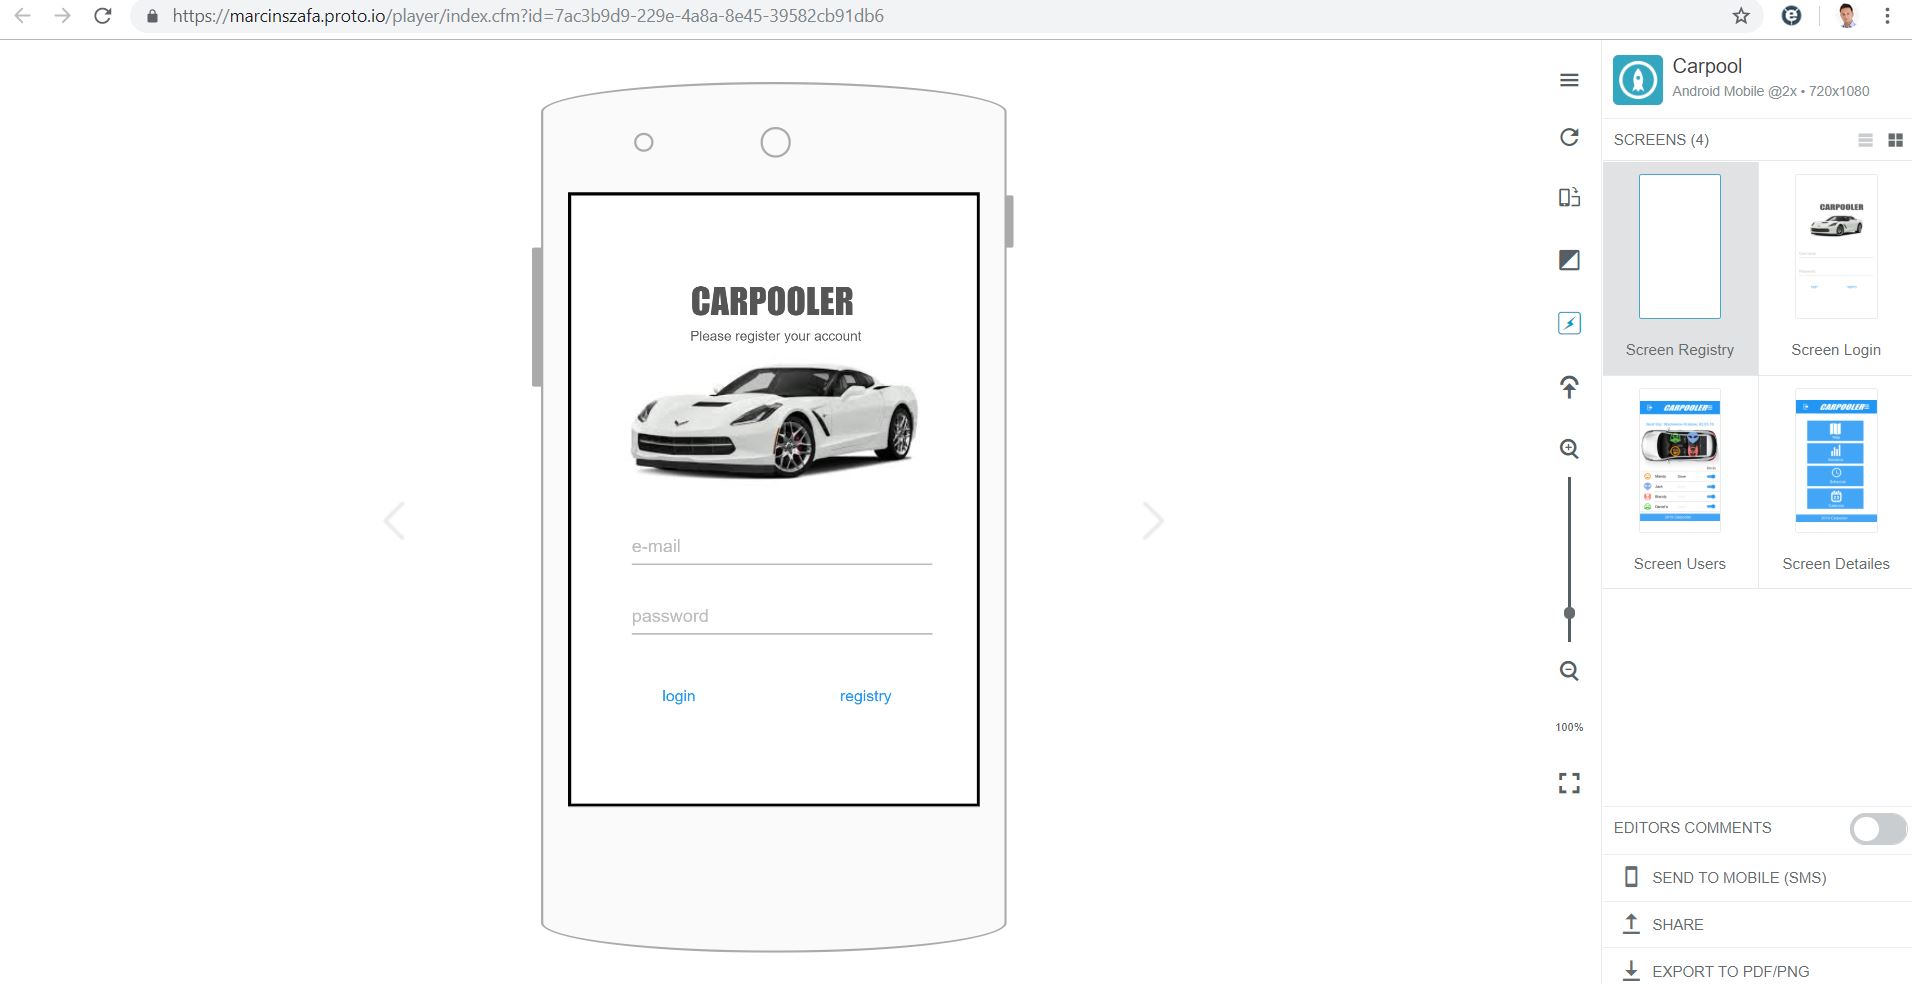 https://marcinszafa.proto.io/player/index.cfm?id=7ac3b9d9-229e-4a8a-8e45-39582cb91db6
CARPOOLER
Please register your account
e-mail
password
login registry
100%
Carpool
Android Mobile @2x • 720x1080
SCREENS (4)
CARPOOLER
Screen Registry Screen Login
CARPOOLER CARPOOLER
Screen Users Screen Detailes
EDITORS COMMENTS
SEND TO MOBILE (SMS)
SHARE
EXPORT TO PDF/PNG